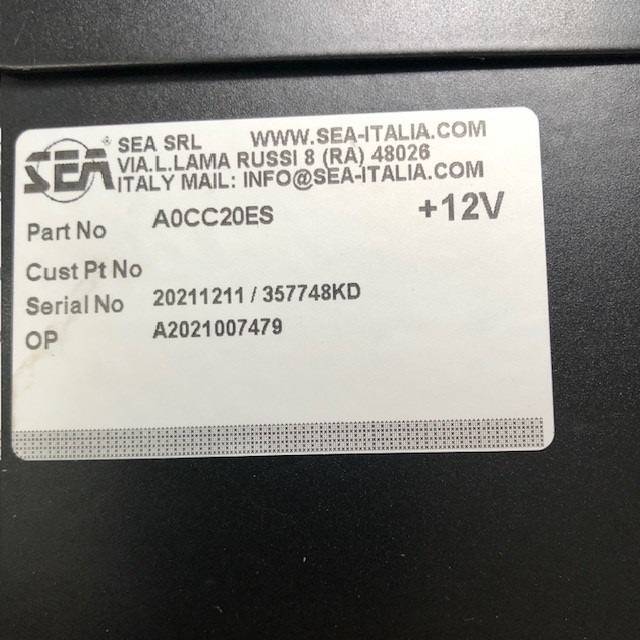 SEA
SEA SRL WWW.SEA-ITALIA.COM
VIA.L.LAMA RUSSI 8 (RA) 48026
ITALY MAIL: INFO@SEA-ITALIA.COM
Part No A0CC20ES +12V
Cust Pt No
Serial No 20211211 / 357748KD
OP A2021007479